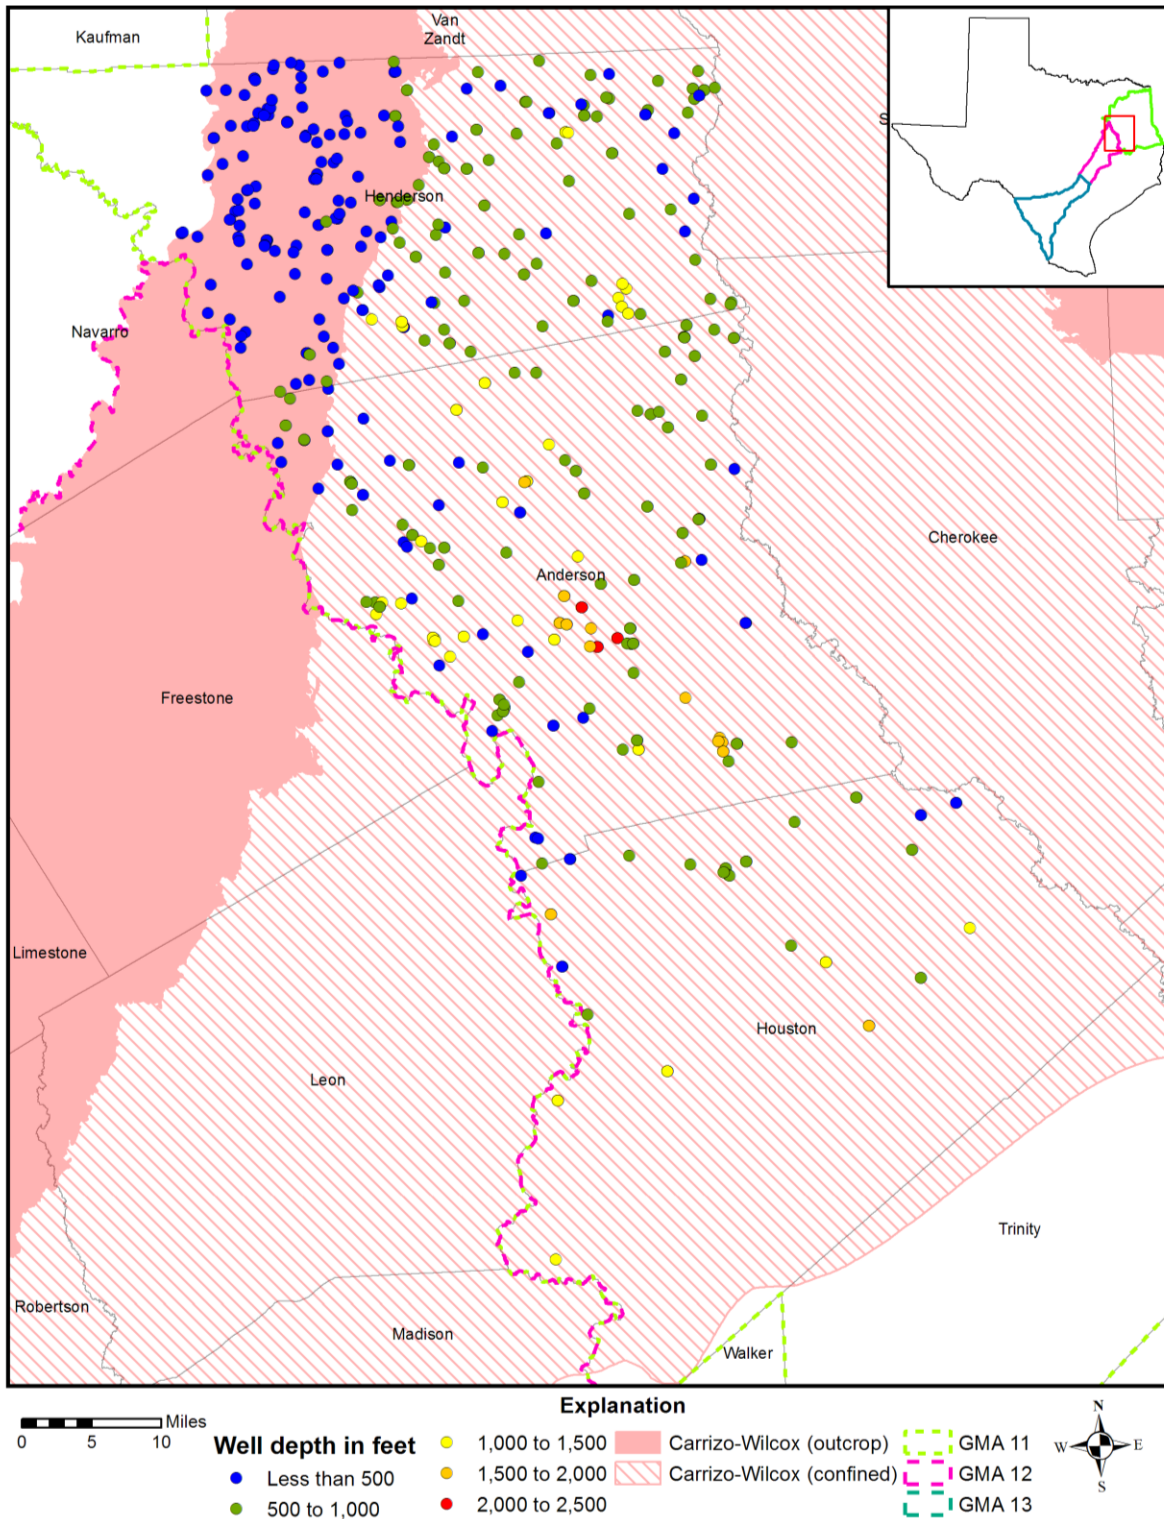 Kaufman
Van
Zandt
S
Henderson
Navarro
Cherokee
Anderson
Freestone
Limestone
Houston
Leon
Trinity
Robertson
Madison
Walker
Explanation
Miles
0 5 10
Well depth in feet
Less than 500
500 to 1,000
1,000 to 1,500
1,500 to 2,000
2,000 to 2,500
Carrizo-Wilcox (outcrop)
Carrizo-Wilcox (confined)
GMA 11
GMA 12
GMA 13
N
W E
S